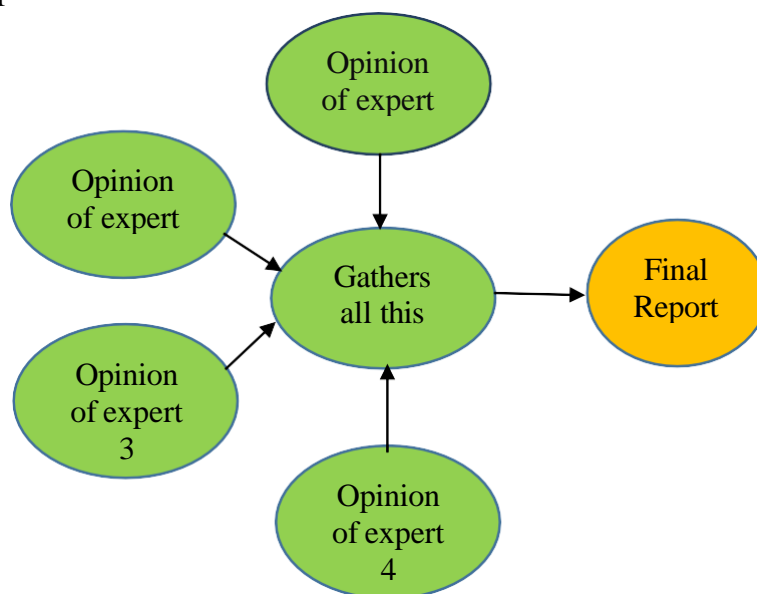 Opinion
of expert
Opinion
of expert
Gathers
all this
Final
Report
Opinion
of expert
3
Opinion
of expert
4